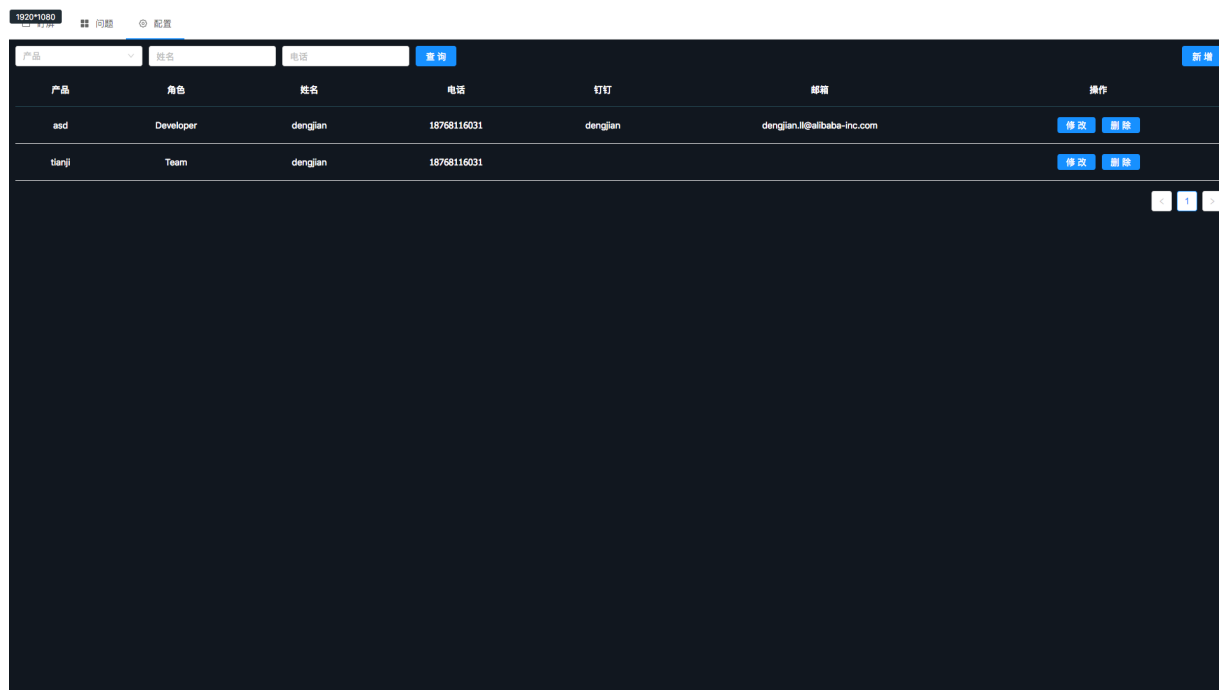 1920*1080
问题 配置
产品 姓名 电话 查询 新增
产品 角色 姓名 电话 钉钉 邮箱 操作
asd Developer dengjian 18768116031 dengjian dengjian.ll@alibaba-inc.com 修改 删除
tianji Team dengjian 18768116031 修改 删除
< 1 >